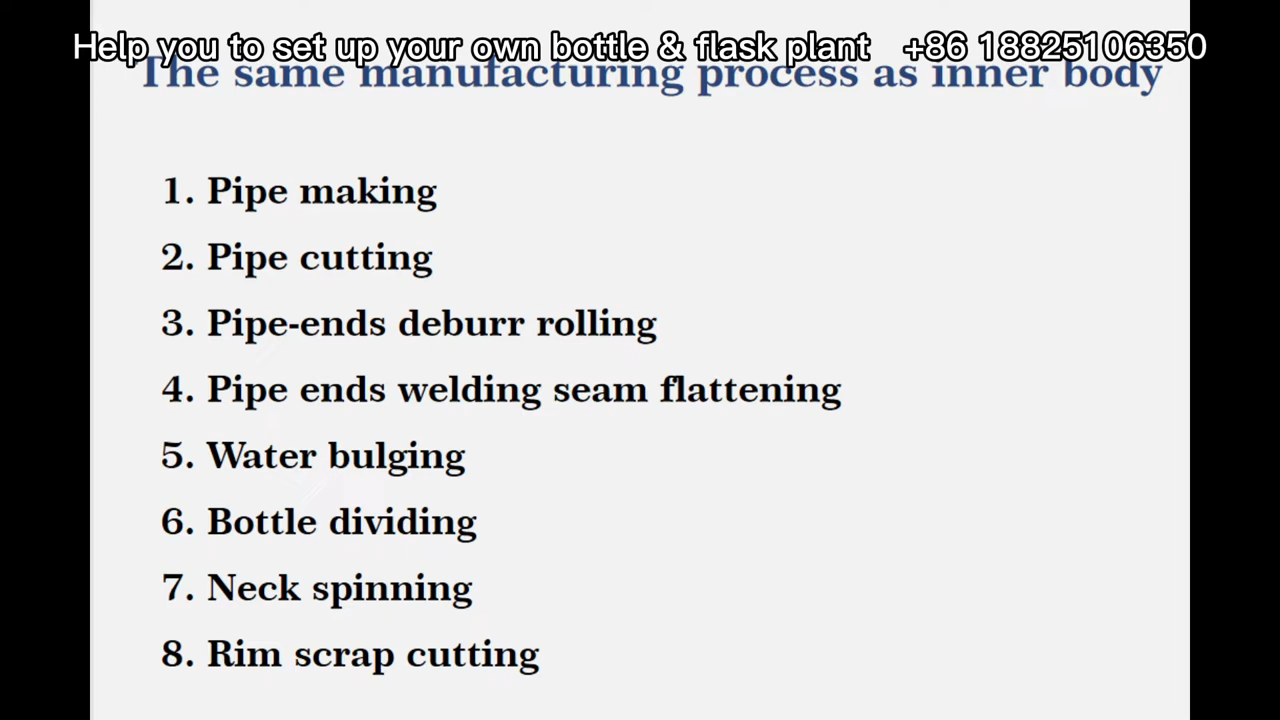 Help you to set up your own bottle & flask plant +86 18825106350
The same manufacturing process as inner body
1. Pipe making
2. Pipe cutting
3. Pipe-ends deburr rolling
4. Pipe ends welding seam flattening
5. Water bulging
6. Bottle dividing
7. Neck spinning
8. Rim scrap cutting